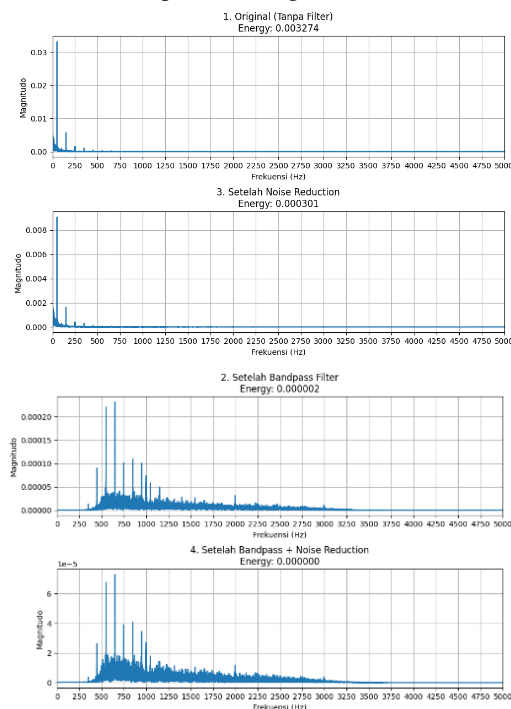 1. Original (Tanpa Filter)
Energy: 0.003274
0.03
0.02
0.01
0.00
Magnitudo
0 250 500 750 1000 1250 1500 1750 2000 2250 2500 2750 3000 3250 3500 3750 4000 4250 4500 4750 5000
Frekuensi (Hz)
3. Setelah Noise Reduction
Energy: 0.000301
0.008
0.006
0.004
0.002
0.000
Magnitudo
0 250 500 750 1000 1250 1500 1750 2000 2250 2500 2750 3000 3250 3500 3750 4000 4250 4500 4750 5000
Frekuensi (Hz)
2. Setelah Bandpass Filter
Energy: 0.000002
0.00020
0.00015
0.00010
0.00005
0.00000
Magnitudo
0 250 500 750 1000 1250 1500 1750 2000 2250 2500 2750 3000 3250 3500 3750 4000 4250 4500 4750 5000
Frekuensi (Hz)
4. Setelah Bandpass + Noise Reduction
Energy: 0.000000
1e−5
6
4
2
0
Magnitudo
0 250 500 750 1000 1250 1500 1750 2000 2250 2500 2750 3000 3250 3500 3750 4000 4250 4500 4750 5000
Frekuensi (Hz)